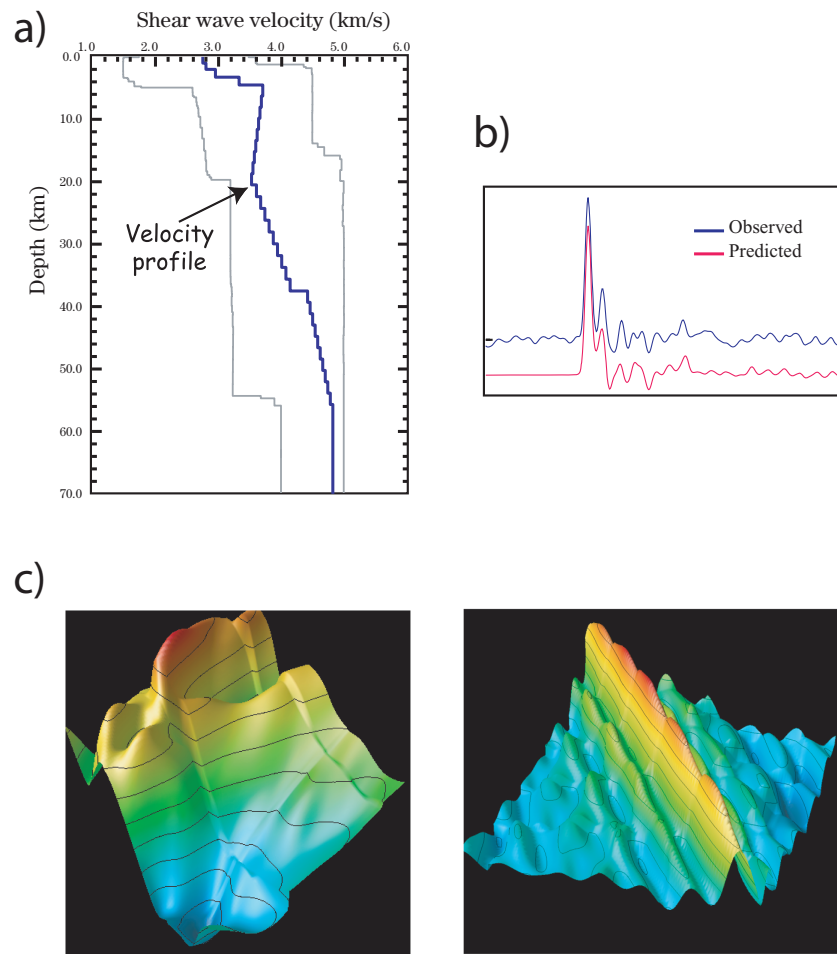 a)
Shear wave velocity (km/s)
1.0 2.0 3.0 4.0 5.0 6.0
0.0
10.0
20.0
30.0
40.0
50.0
60.0
70.0
Depth (km)
Velocity
profile
b)
Observed
Predicted
c)